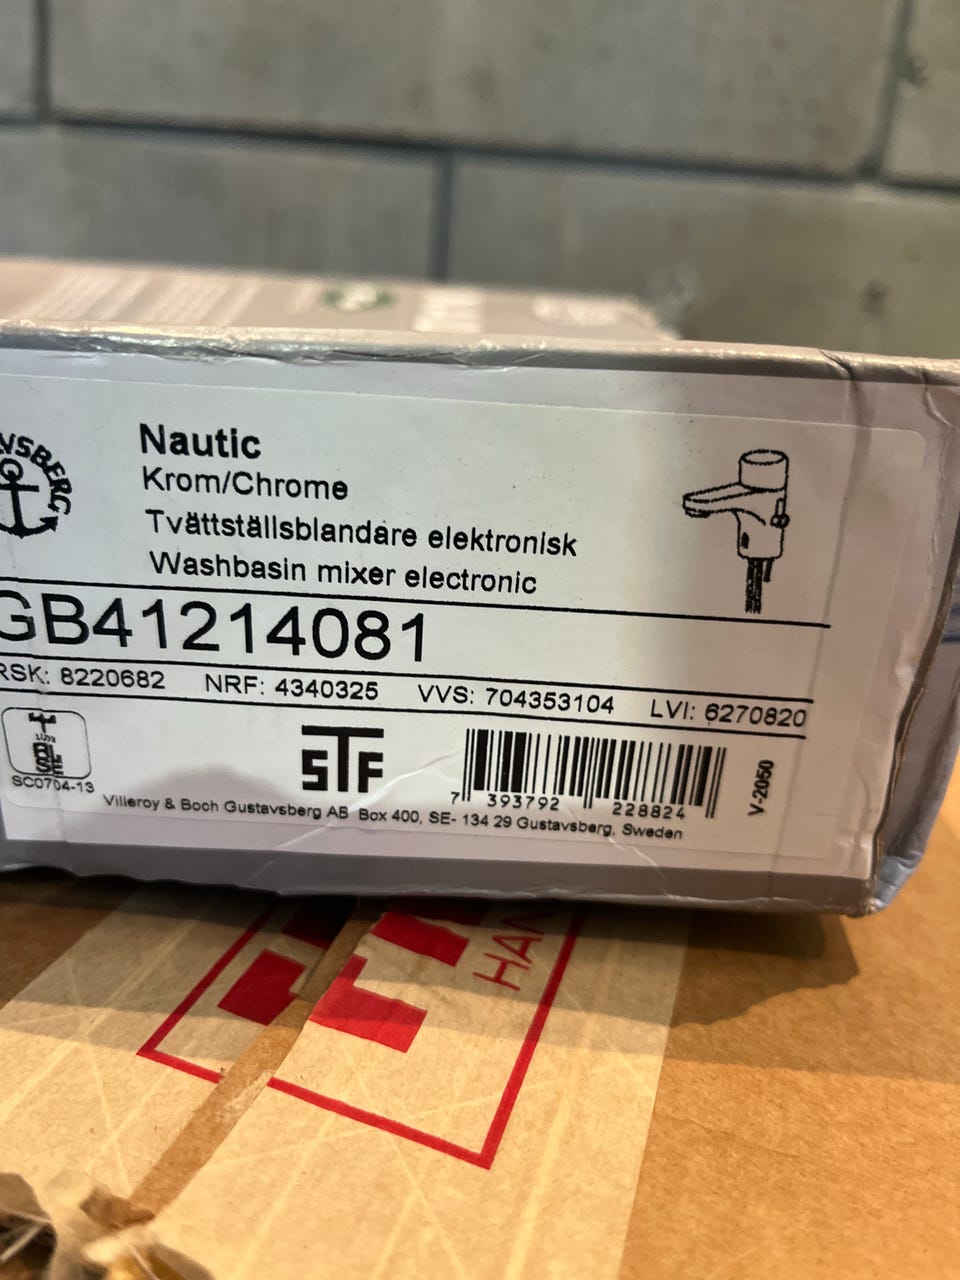 Nautic
Krom/Chrome
Tvättställsblandare elektronisk
Washbasin mixer electronic
GB41214081
RSK: 8220682 NRF: 4340325 VVS: 704353104 LVI: 6270820
SC0704-13
STF
7 393792 228824
V-2050
Villeroy & Boch Gustavsberg AB Box 400, SE- 134 29 Gustavsberg, Sweden